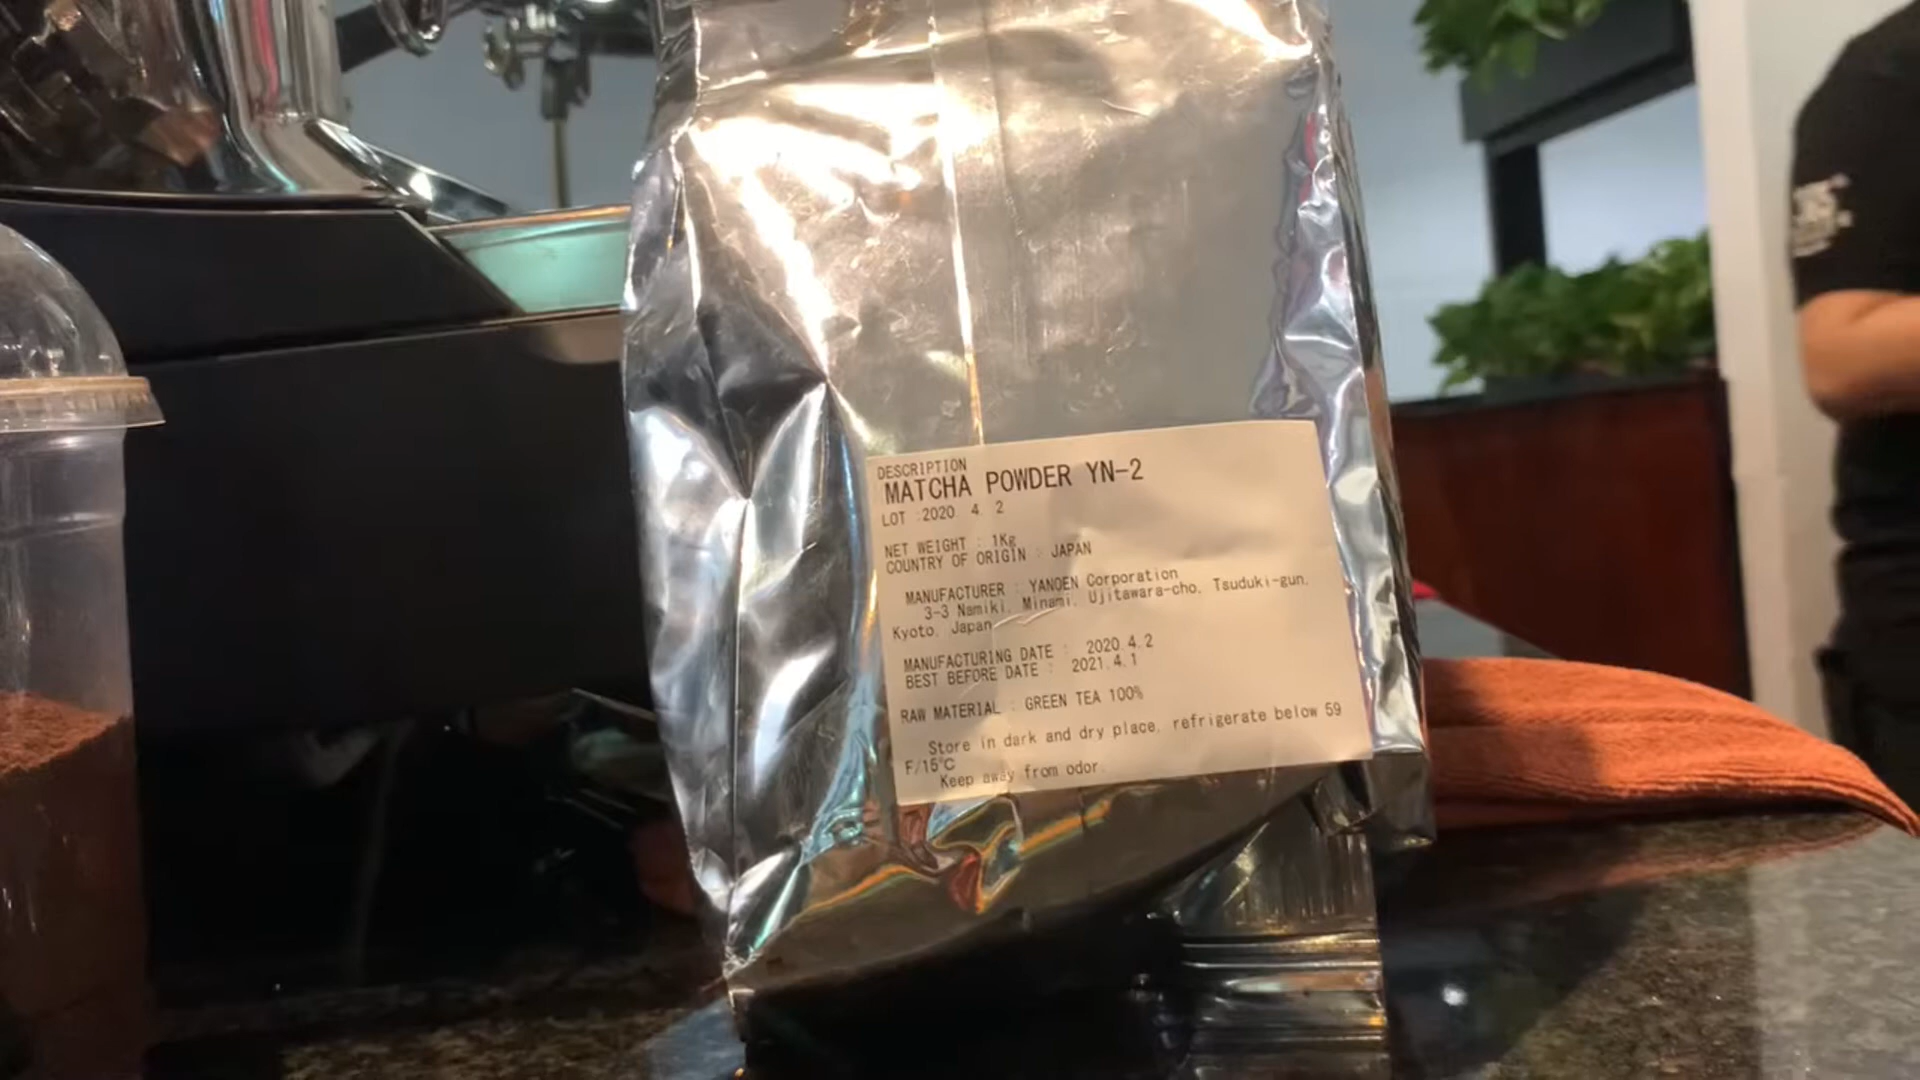 DESCRIPTION
MATCHA POWDER YN-2
LOT :2020 4. 2
NET WEIGHT : 1Kg
COUNTRY OF ORIGIN : JAPAN
MANUFACTURER : YANOEN Corporation
3-3 Namiki, Minami, Ujitawara-cho, Tsuduki-gun,
Kyoto, Japan
MANUFACTURING DATE : 2020.4.2
BEST BEFORE DATE : 2021.4.1
RAW MATERIAL : GREEN TEA 100%
Store in dark and dry place, refrigerate below 59
F/15℃
Keep away from odor.